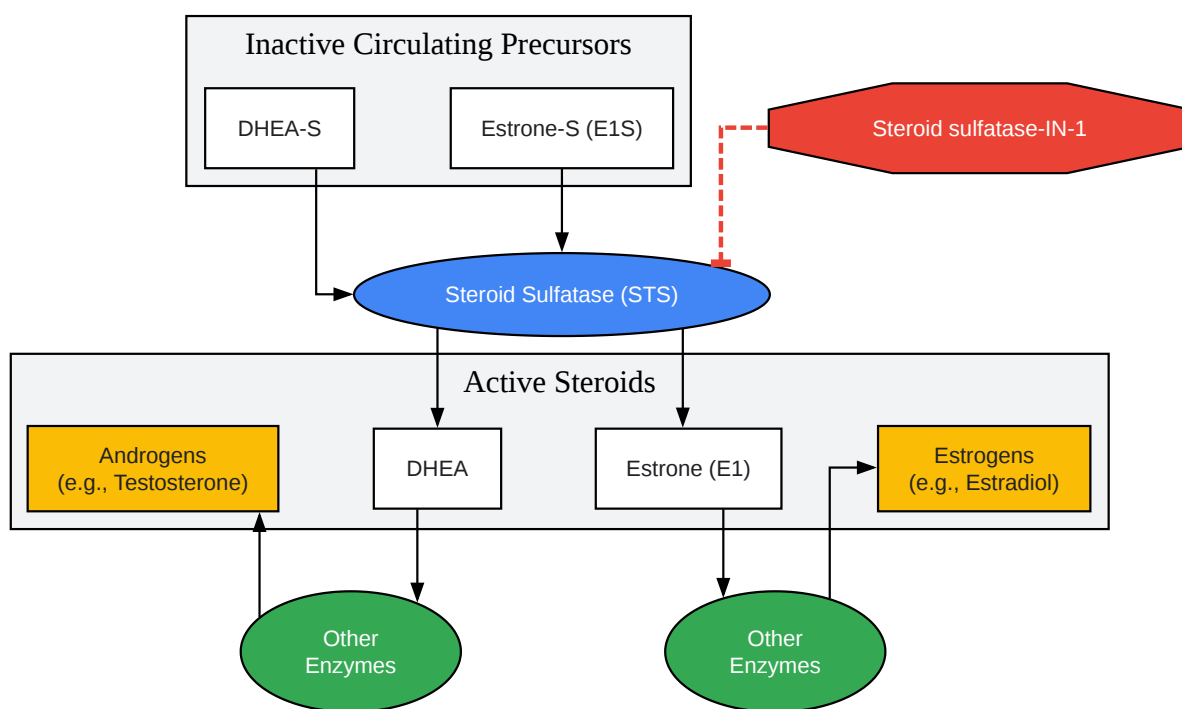 Inactive Circulating Precursors
DHEA-S
Estrone-S (E1S)
Steroid sulfatase-IN-1
Steroid Sulfatase (STS)
Active Steroids
Androgens
(e.g., Testosterone)
DHEA
Estrone (E1)
Estrogens
(e.g., Estradiol)
Other
Enzymes
Other
Enzymes